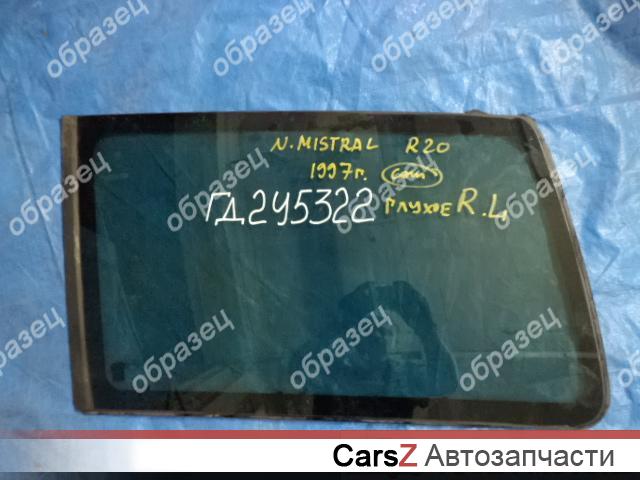 N. MISTRAL R20
1997г.
ГД245322 глухое R.L
образец
CarsZ Автозапчасти